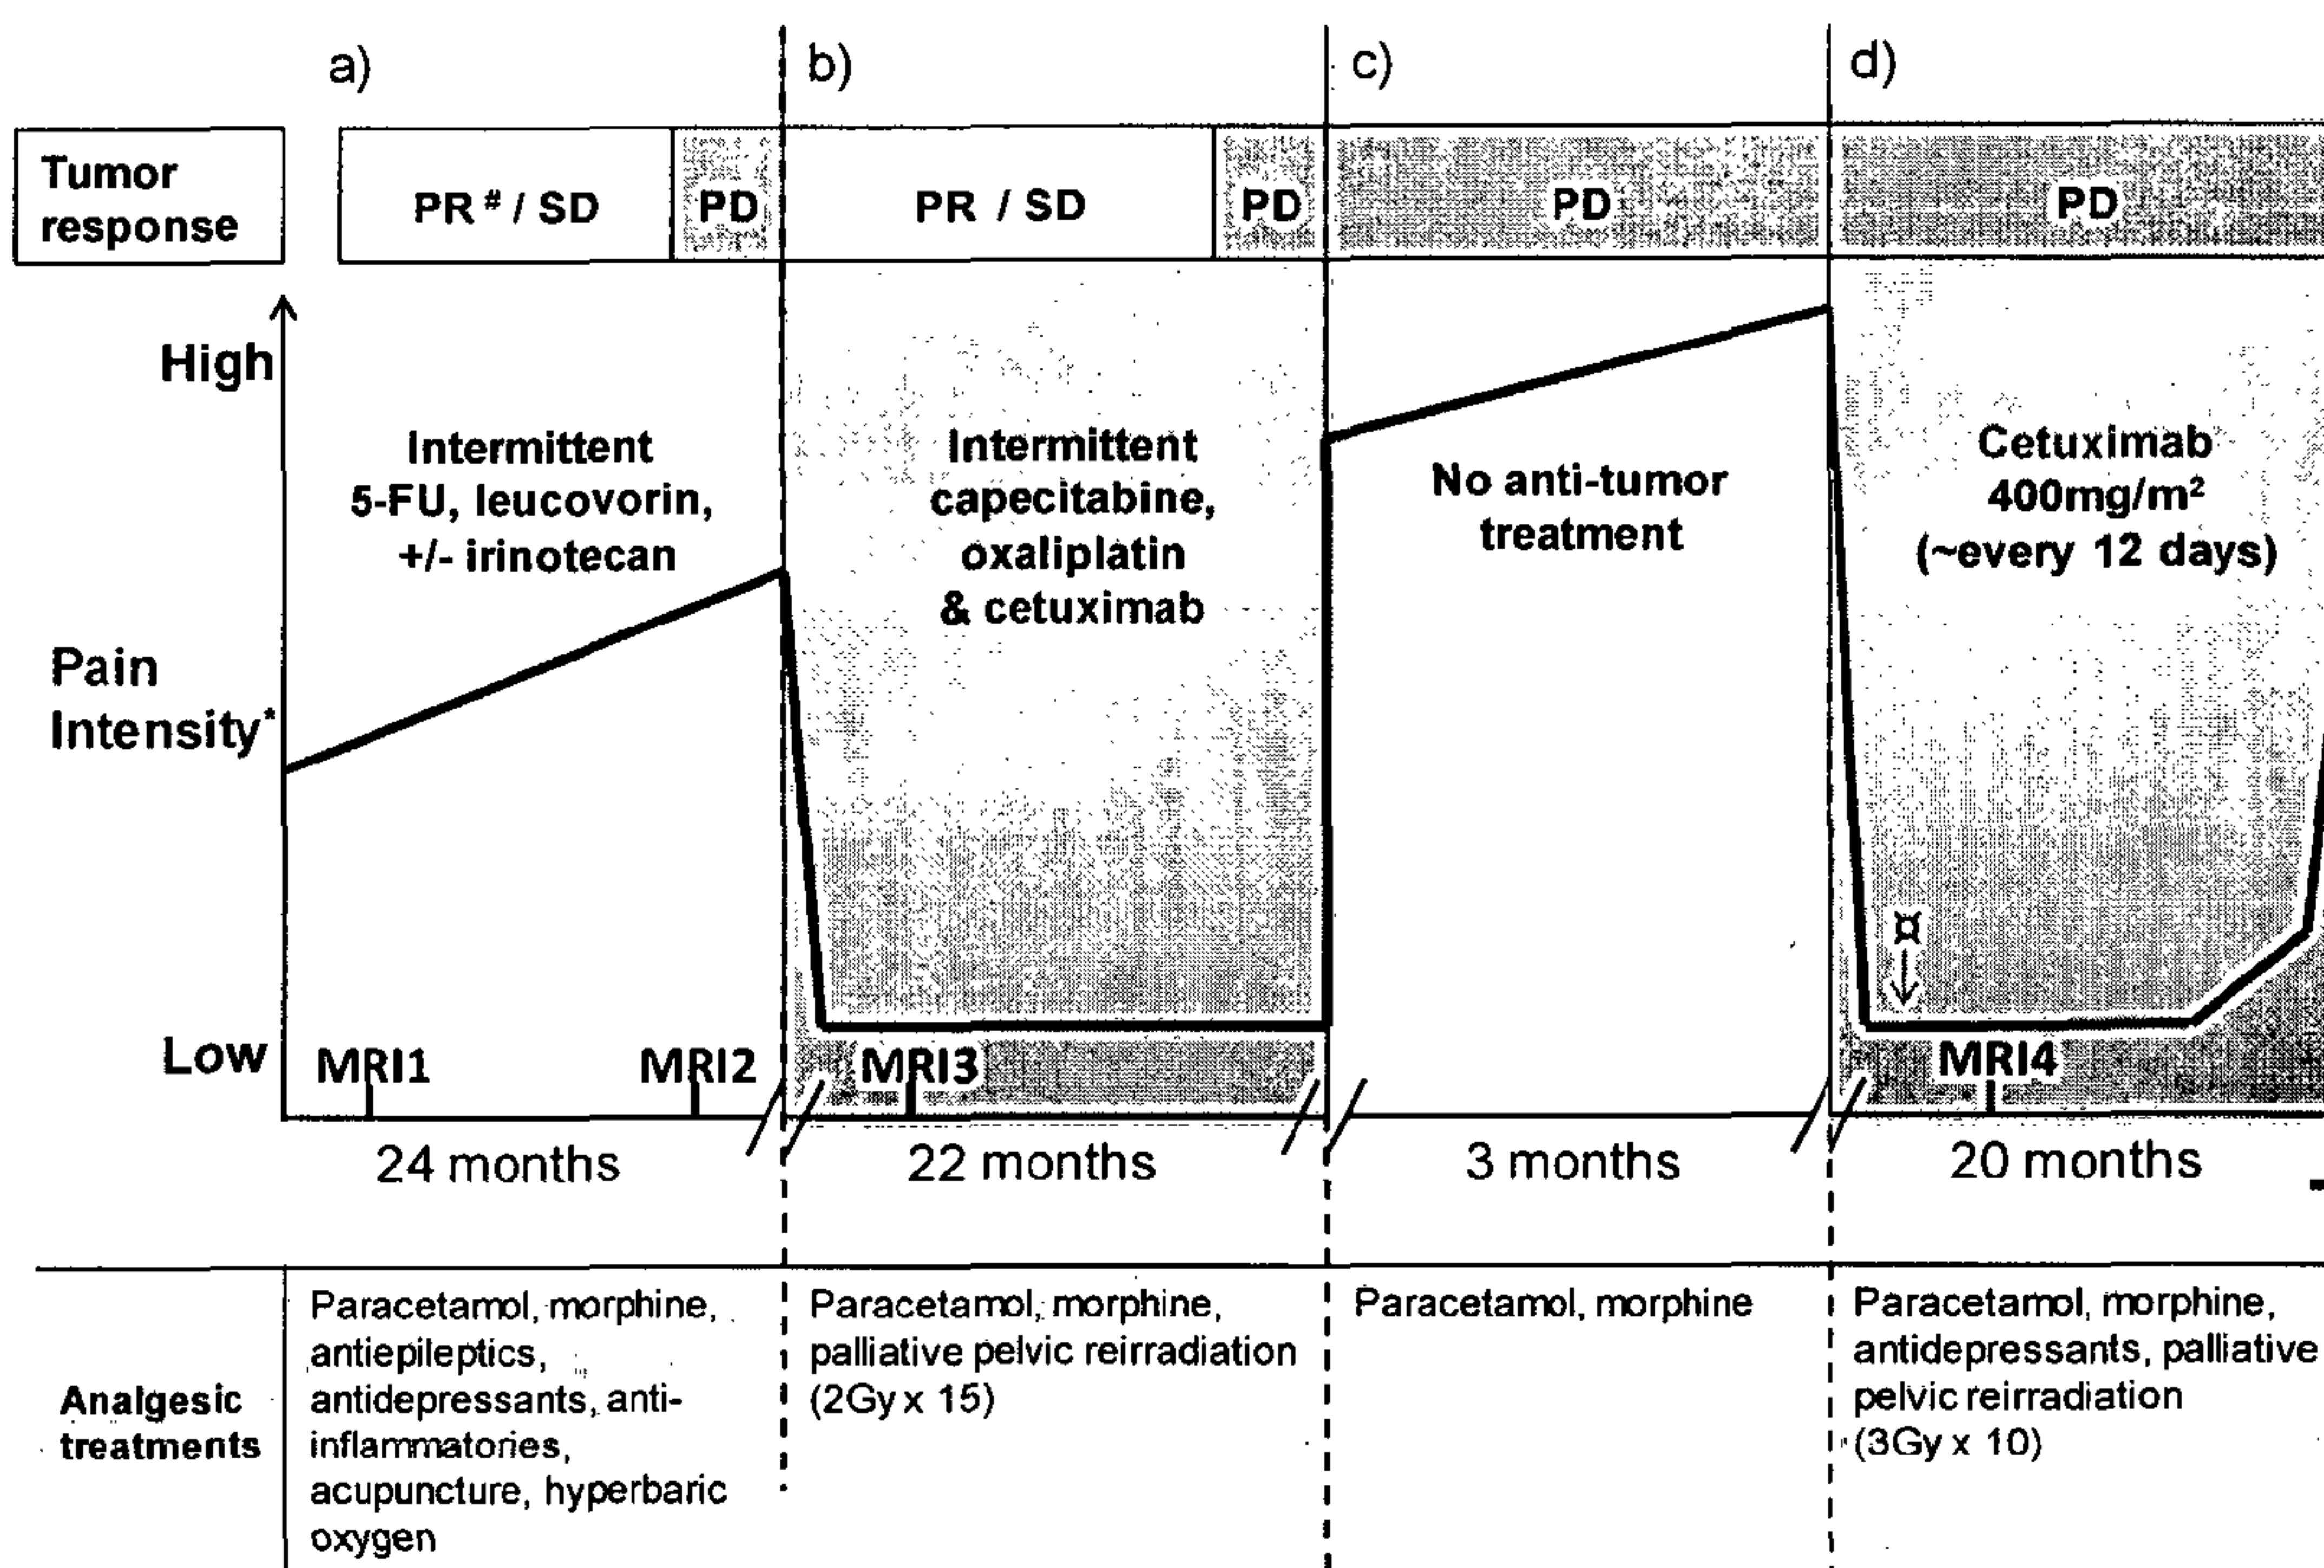 a)
b)
c)
d)
Tumor
response
PR # / SD
PD
PR / SD
PD
PD
PD
High
Pain
Intensity*
Low
Intermittent
5-FU, leucovorin,
+/- irinotecan
Intermittent
capecitabine,
oxaliplatin
& cetuximab
No anti-tumor
treatment
Cetuximab
400mg/m²
(~every 12 days)
¤
MRI1
MRI2
MRI3
MRI4
24 months
22 months
3 months
20 months
Analgesic
treatments
Paracetamol, morphine,
antiepileptics,
antidepressants, anti-
inflammatories,
acupuncture, hyperbaric
oxygen
Paracetamol, morphine,
palliative pelvic reirradiation
(2Gy x 15)
Paracetamol, morphine
Paracetamol, morphine,
antidepressants, palliative
pelvic reirradiation
(3Gy x 10)